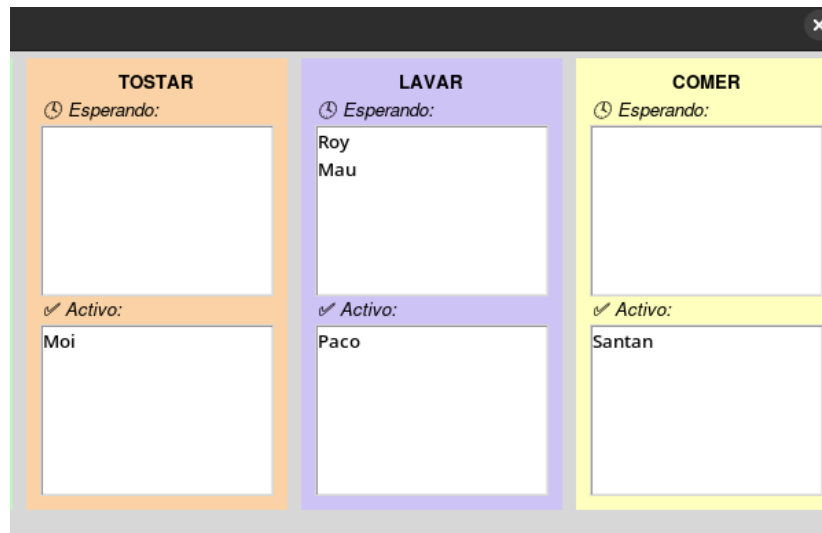 TOSTAR
🕓 Esperando:
✅ Activo:
Moi
LAVAR
🕓 Esperando:
Roy
Mau
✅ Activo:
Paco
COMER
🕓 Esperando:
✅ Activo:
Santan